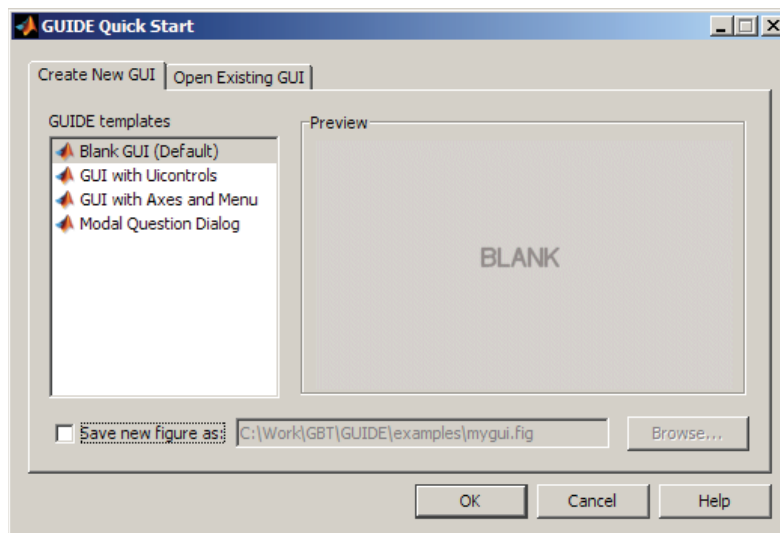 GUIDE Quick Start
Create New GUI
Open Existing GUI
GUIDE templates
Blank GUI (Default)
GUI with Uicontrols
GUI with Axes and Menu
Modal Question Dialog
Preview
BLANK
Save new figure as:
C:\Work\GBT\GUIDE\examples\mygui.fig
Browse...
OK
Cancel
Help